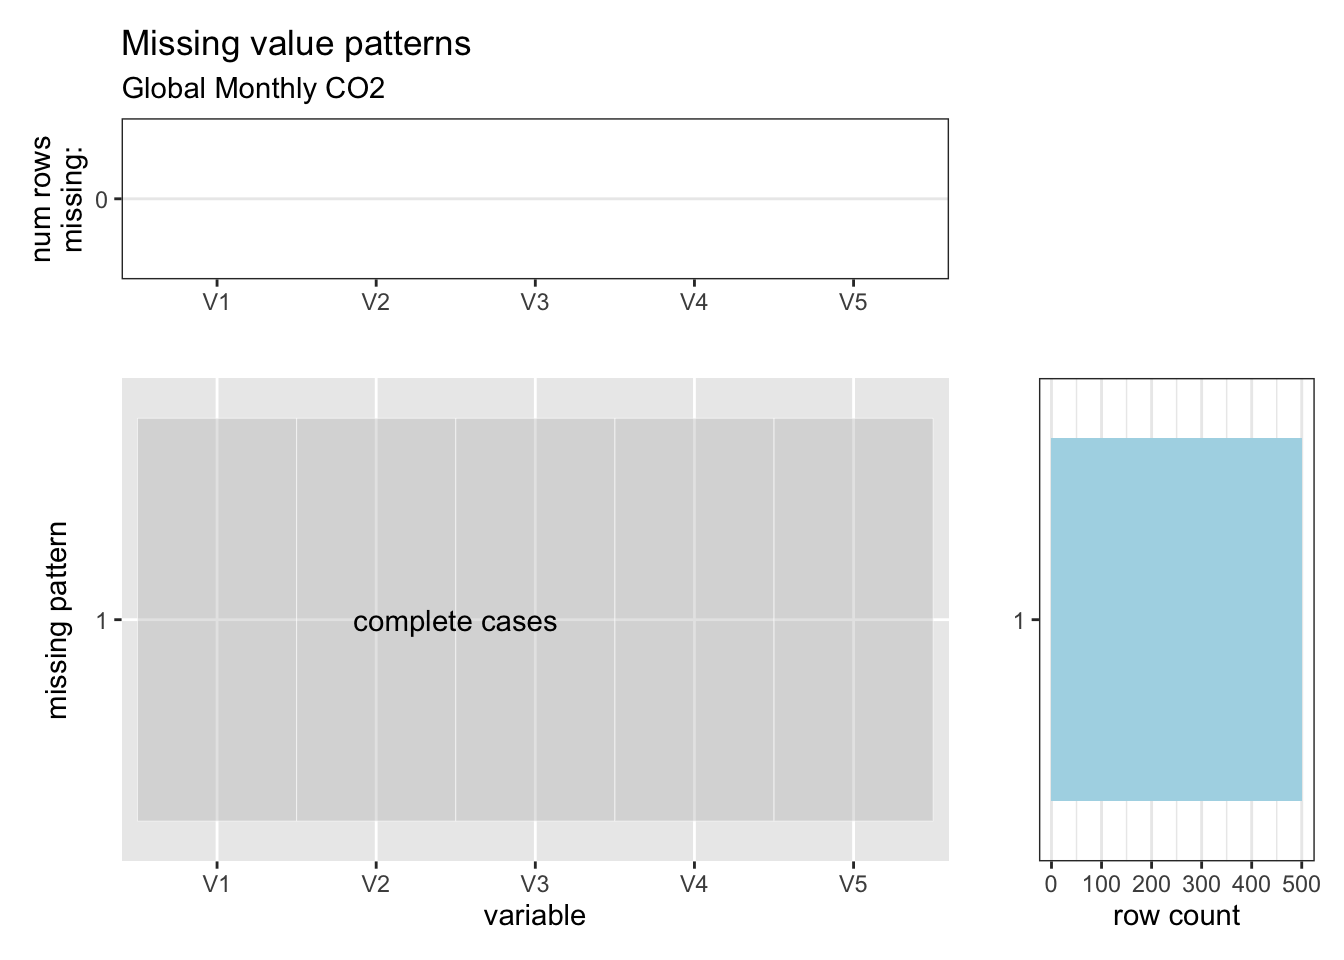 Missing value patterns
Global Monthly CO2
num rows
missing:
0
V1 V2 V3 V4 V5
missing pattern
1
complete cases
V1 V2 V3 V4 V5
variable
1
0 100 200 300 400 500
row count